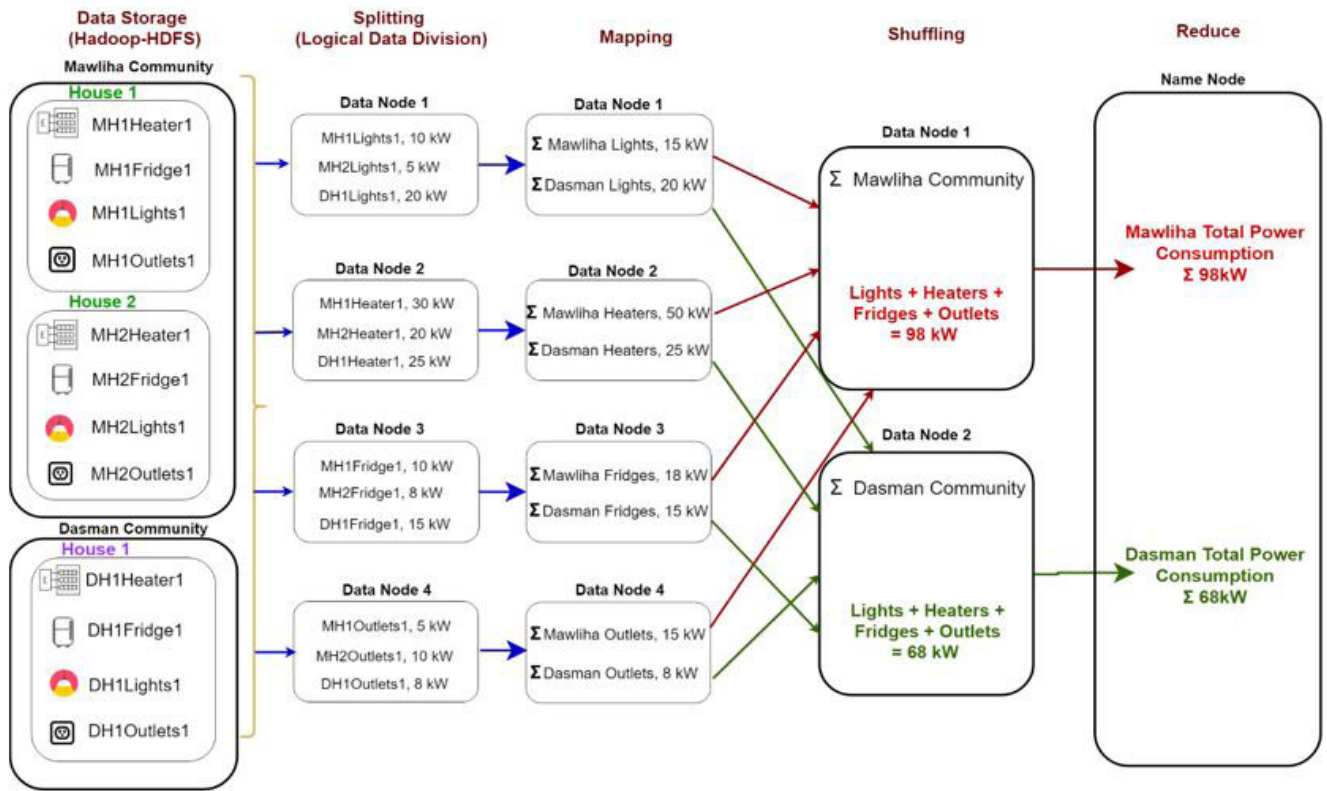 Data Storage
(Hadoop-HDFS)
Splitting
(Logical Data Division)
Mapping
Shuffling
Reduce
Mawliha Community
House 1
MH1Heater1
MH1Fridge1
MH1Lights1
MH1Outlets1
House 2
MH2Heater1
MH2Fridge1
MH2Lights1
MH2Outlets1
Dasman Community
House 1
DH1Heater1
DH1Fridge1
DH1Lights1
DH1Outlets1
Data Node 1
MH1Lights1, 10 kW
MH2Lights1, 5 kW
DH1Lights1, 20 kW
Data Node 2
MH1Heater1, 30 kW
MH2Heater1, 20 kW
DH1Heater1, 25 kW
Data Node 3
MH1Fridge1, 10 kW
MH2Fridge1, 8 kW
DH1Fridge1, 15 kW
Data Node 4
MH1Outlets1, 5 kW
MH2Outlets1, 10 kW
DH1Outlets1, 8 kW
Data Node 1
Σ Mawliha Lights, 15 kW
Σ Dasman Lights, 20 kW
Data Node 2
Σ Mawliha Heaters, 50 kW
Σ Dasman Heaters, 25 kW
Data Node 3
Σ Mawliha Fridges, 18 kW
Σ Dasman Fridges, 15 kW
Data Node 4
Σ Mawliha Outlets, 15 kW
Σ Dasman Outlets, 8 kW
Data Node 1
Σ Mawliha Community
Lights + Heaters +
Fridges + Outlets
= 98 kW
Data Node 2
Σ Dasman Community
Lights + Heaters +
Fridges + Outlets
= 68 kW
Name Node
Mawliha Total Power
Consumption
Σ 98kW
Dasman Total Power
Consumption
Σ 68kW